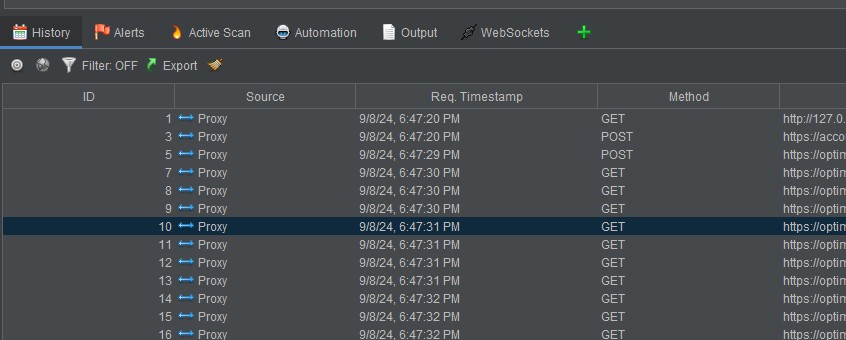 History Alerts Active Scan Automation Output WebSockets
Filter: OFF Export
ID Source Req. Timestamp Method
1 Proxy 9/8/24, 6:47:20 PM GET http://127.0.
3 Proxy 9/8/24, 6:47:20 PM POST https://acco
5 Proxy 9/8/24, 6:47:29 PM POST https://optim
7 Proxy 9/8/24, 6:47:30 PM GET https://optim
8 Proxy 9/8/24, 6:47:30 PM GET https://optim
9 Proxy 9/8/24, 6:47:30 PM GET https://optim
10 Proxy 9/8/24, 6:47:31 PM GET https://optim
11 Proxy 9/8/24, 6:47:31 PM GET https://optim
12 Proxy 9/8/24, 6:47:31 PM GET https://optim
13 Proxy 9/8/24, 6:47:31 PM GET https://optim
14 Proxy 9/8/24, 6:47:32 PM GET https://optim
15 Proxy 9/8/24, 6:47:32 PM GET https://optim
16 Proxy 9/8/24, 6:47:32 PM GET https://optim